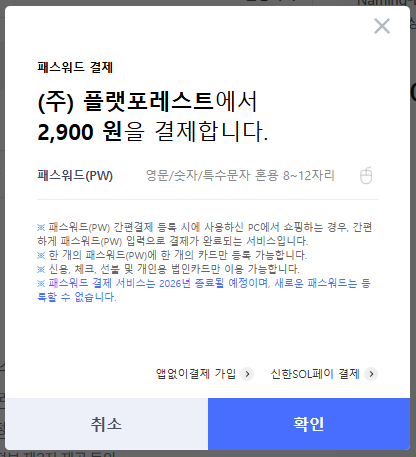 패스워드 결제
(주) 플랫포레스트에서
2,900 원을 결제합니다.
패스워드(PW) 영문/숫자/특수문자 혼용 8~12자리
※ 패스워드(PW) 간편결제 등록 시에 사용하신 PC에서 쇼핑하는 경우, 간편
하게 패스워드(PW) 입력으로 결제가 완료되는 서비스입니다.
※ 한 개의 패스워드(PW)에 한 개의 카드만 등록 가능합니다.
※ 신용, 체크, 선불 및 개인용 법인카드만 이용 가능합니다.
※ 패스워드 결제 서비스는 2026년 종료될 예정이며, 새로운 패스워드는 등
록할 수 없습니다.
앱없이결제 가입 신한SOL페이 결제
취소 확인